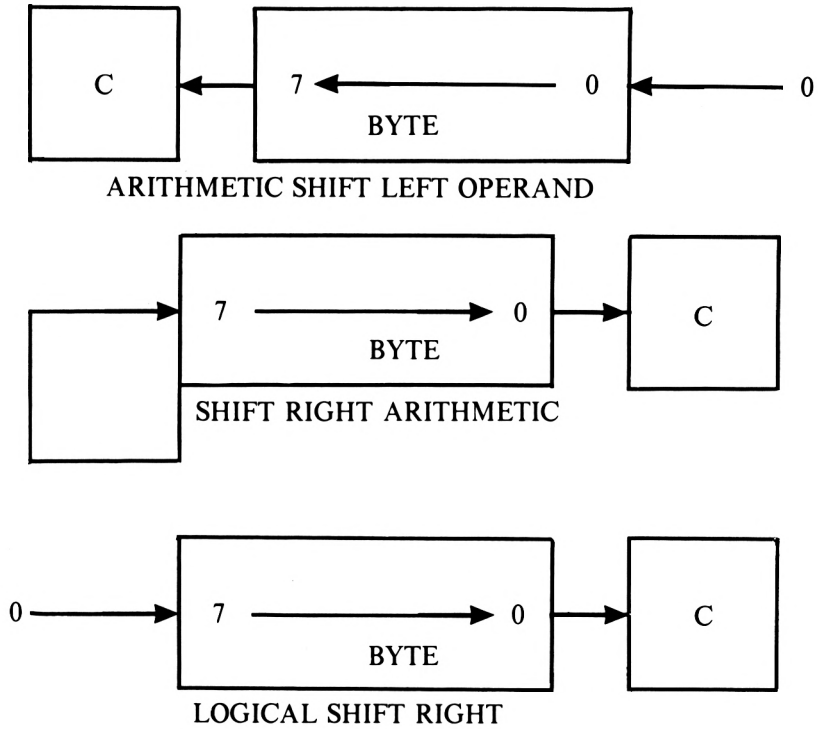 C 7 0 0
BYTE
ARITHMETIC SHIFT LEFT OPERAND
7 0 C
BYTE
SHIFT RIGHT ARITHMETIC
0 7 0 C
BYTE
LOGICAL SHIFT RIGHT